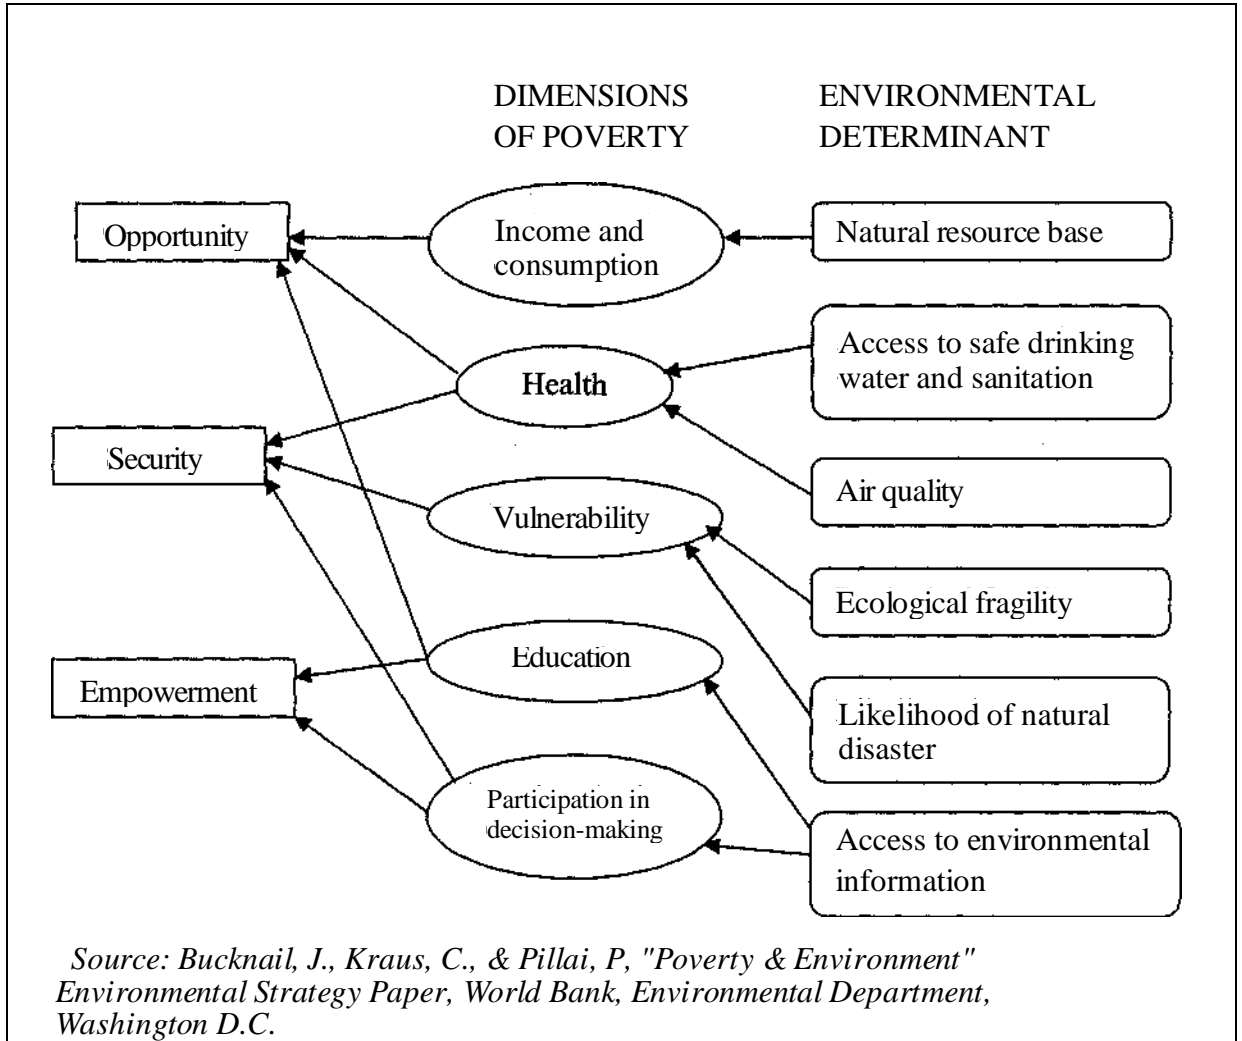 DIMENSIONS
OF POVERTY
ENVIRONMENTAL
DETERMINANT
Opportunity
Income and
consumption
Natural resource base
Health
Access to safe drinking
water and sanitation
Security
Air quality
Vulnerability
Ecological fragility
Empowerment
Education
Likelihood of natural
disaster
Participation in
decision-making
Access to environmental
information
Source: Bucknail, J., Kraus, C., & Pillai, P, "Poverty & Environment"
Environmental Strategy Paper, World Bank, Environmental Department,
Washington D.C.